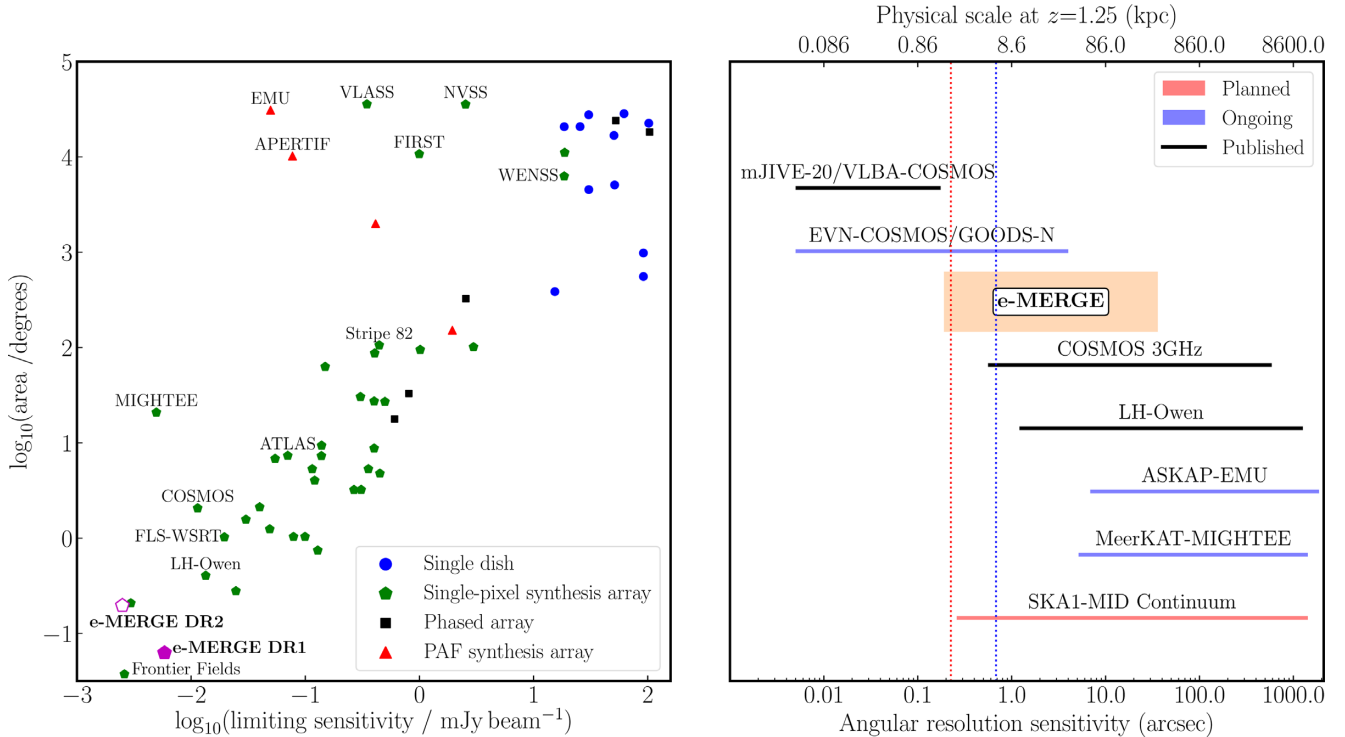 5
4
3
2
1
0
−1
−3
−2
−1
0
1
2
log10(area /degrees)
log10(limiting sensitivity / mJy beam−1)
EMU
VLASS
NVSS
APERTIF
FIRST
WENSS
Stripe 82
MIGHTEE
ATLAS
COSMOS
FLS-WSRT
LH-Owen
e-MERGE DR2
e-MERGE DR1
Frontier Fields
Single dish
Single-pixel synthesis array
Phased array
PAF synthesis array
Physical scale at z=1.25 (kpc)
0.086
0.86
8.6
86.0
860.0
8600.0
Planned
Ongoing
Published
mJIVE-20/VLBA-COSMOS
EVN-COSMOS/GOODS-N
e-MERGE
COSMOS 3GHz
LH-Owen
ASKAP-EMU
MeerKAT-MIGHTEE
SKA1-MID Continuum
0.01
0.1
1.0
10.0
100.0
1000.0
Angular resolution sensitivity (arcsec)